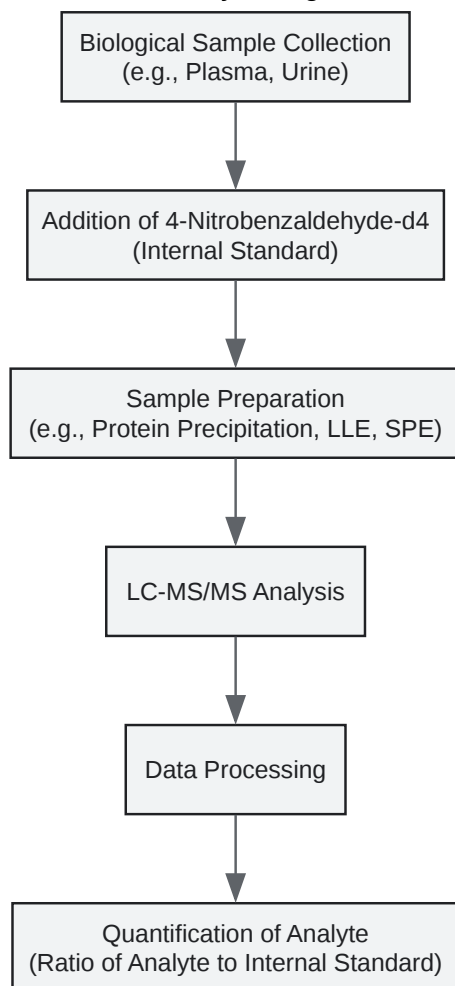 Biological Sample Collection
(e.g., Plasma, Urine)
Addition of 4-Nitrobenzaldehyde-d4
(Internal Standard)
Sample Preparation
(e.g., Protein Precipitation, LLE, SPE)
LC-MS/MS Analysis
Data Processing
Quantification of Analyte
(Ratio of Analyte to Internal Standard)